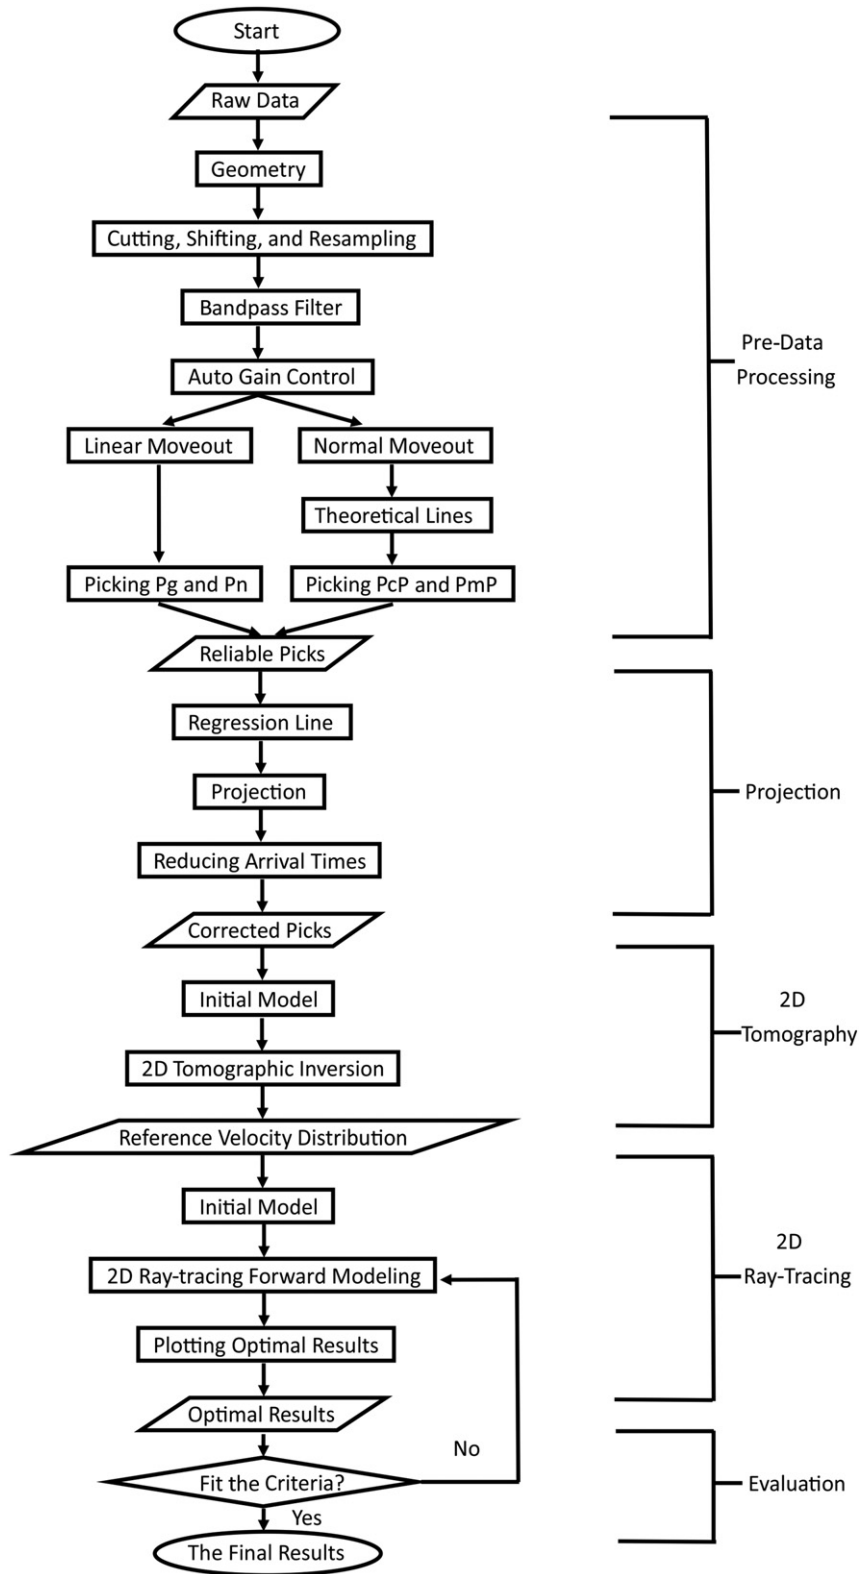 Start
Raw Data
Geometry
Cutting, Shifting, and Resampling
Bandpass Filter
Pre-Data
Processing
Auto Gain Control
Linear Moveout
Normal Moveout
Theoretical Lines
Picking Pg and Pn
Picking PcP and PmP
Reliable Picks
Regression Line
Projection
Projection
Reducing Arrival Times
Corrected Picks
Initial Model
2D
Tomography
2D Tomographic Inversion
Reference Velocity Distribution
Initial Model
2D
Ray-Tracing
2D Ray-tracing Forward Modeling
Plotting Optimal Results
Optimal Results
No
Fit the Criteria?
Evaluation
Yes
The Final Results